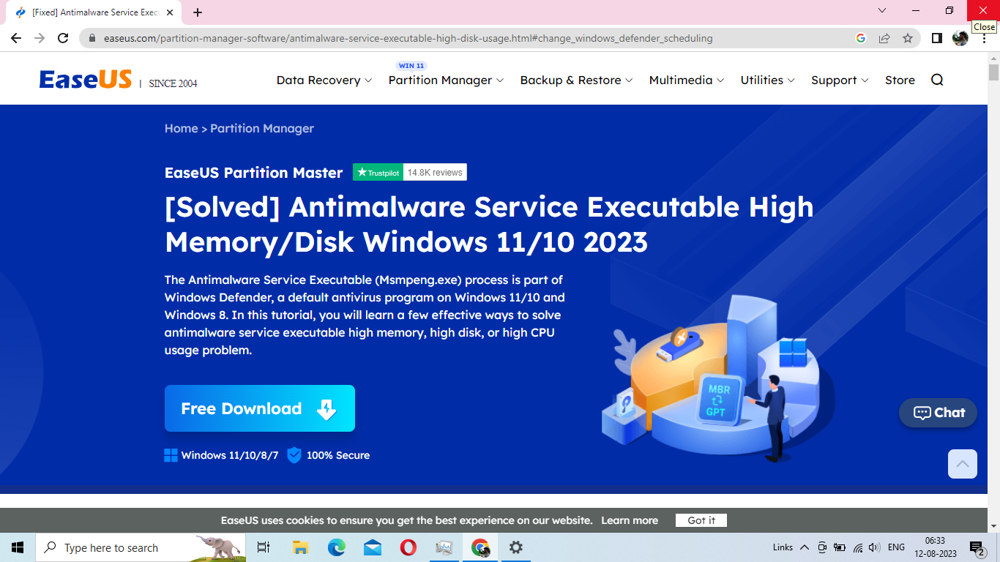 [Fixed] Antimalware Service Exec
Close
easeus.com/partition-manager-software/antimalware-service-executable-high-disk-usage.html#change_windows_defender_scheduling
WIN 11
EaseUS | SINCE 2004 Data Recovery Partition Manager Backup & Restore Multimedia Utilities Support Store
Home > Partition Manager
EaseUS Partition Master Trustpilot 14.8K reviews
[Solved] Antimalware Service Executable High
Memory/Disk Windows 11/10 2023
The Antimalware Service Executable (Msmpeng.exe) process is part of
Windows Defender, a default antivirus program on Windows 11/10 and
Windows 8. In this tutorial, you will learn a few effective ways to solve
antimalware service executable high memory, high disk, or high CPU
usage problem.
MBR
GPT
Free Download
Chat
Windows 11/10/8/7 100% Secure
EaseUS uses cookies to ensure you get the best experience on our website. Learn more Got it
Type here to search Links ENG 06:33
12-08-2023 2